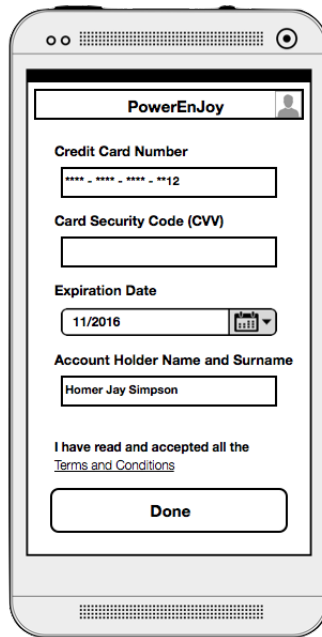 PowerEnJoy
Credit Card Number
**** - **** - **** - **12
Card Security Code (CVV)
Expiration Date
11/2016
Account Holder Name and Surname
Homer Jay Simpson
I have read and accepted all the
Terms and Conditions
Done